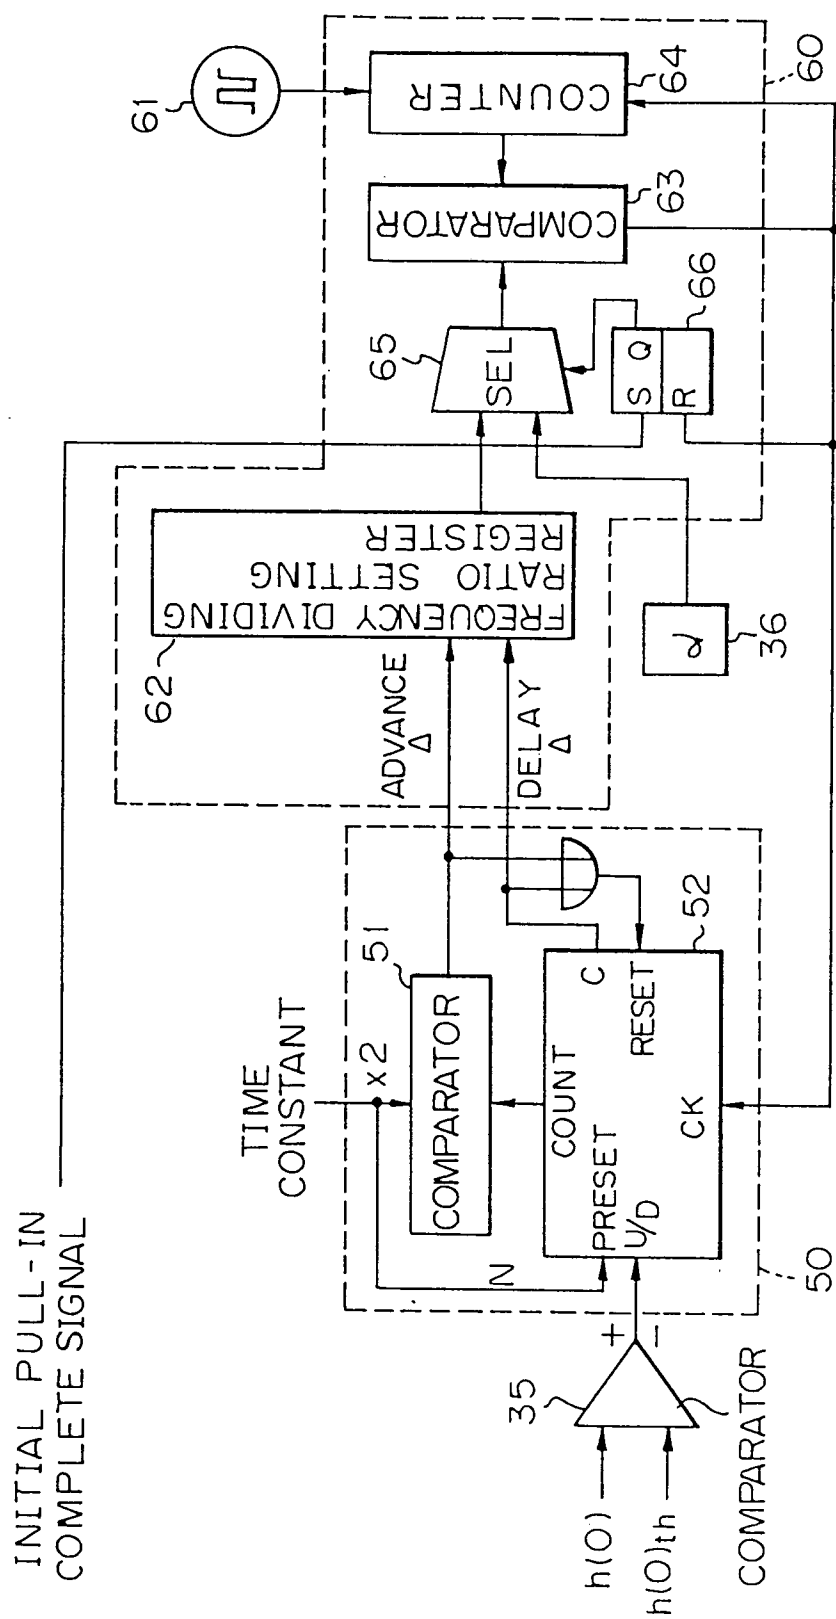 INITIAL PULL-IN
COMPLETE SIGNAL
TIME
CONSTANT
x2
N
51
COMPARATOR
COUNT
PRESET
U/D
C
RESET
CK
52
50
35
+
−
h(0)
h(0)th
COMPARATOR
ADVANCE
Δ
DELAY
Δ
62
FREQUENCY DIVIDING
RATIO SETTING
REGISTER
α
36
65
SEL
S Q
R
66
COMPARATOR
63
COUNTER
64
61
60